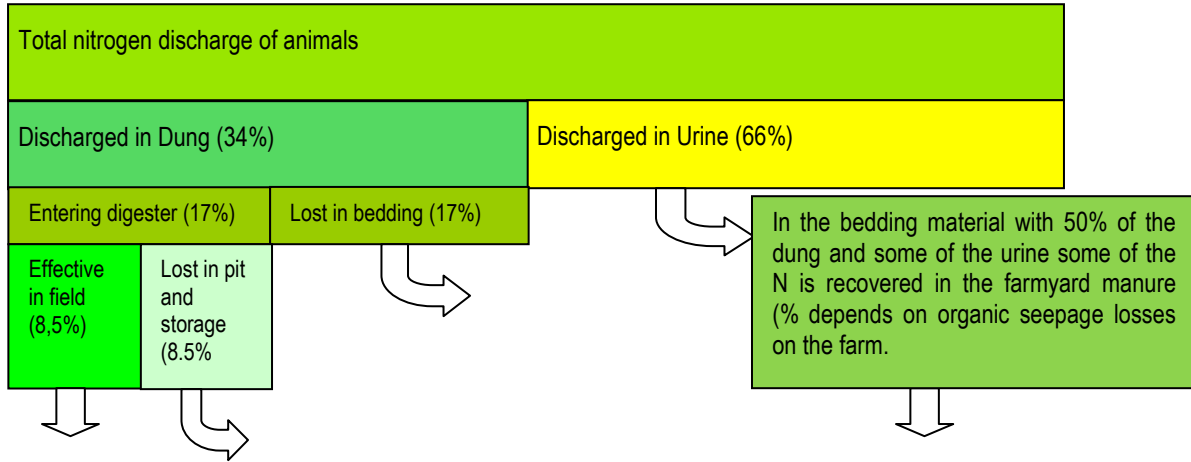 Total nitrogen discharge of animals
Discharged in Dung (34%)
Discharged in Urine (66%)
Entering digester (17%)
Lost in bedding (17%)
Effective
in field
(8,5%)
Lost in pit
and
storage
(8.5%
In the bedding material with 50% of the
dung and some of the urine some of the
N is recovered in the farmyard manure
(% depends on organic seepage losses
on the farm.